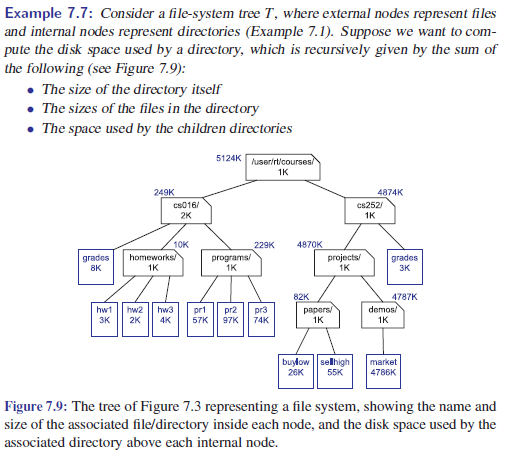 Example 7.7: Consider a file-system tree T, where external nodes represent files
and internal nodes represent directories (Example 7.1). Suppose we want to com-
pute the disk space used by a directory, which is recursively given by the sum of
the following (see Figure 7.9):
• The size of the directory itself
• The sizes of the files in the directory
• The space used by the children directories
5124K
/user/rt/courses/
1K
249K
cs016/
2K
4874K
cs252/
1K
grades
8K
10K
homeworks/
1K
229K
programs/
1K
4870K
projects/
1K
grades
3K
hw1
3K
hw2
2K
hw3
4K
pr1
57K
pr2
97K
pr3
74K
82K
papers/
1K
4787K
demos/
1K
buylow
26K
sellhigh
55K
market
4786K
Figure 7.9: The tree of Figure 7.3 representing a file system, showing the name and
size of the associated file/directory inside each node, and the disk space used by the
associated directory above each internal node.